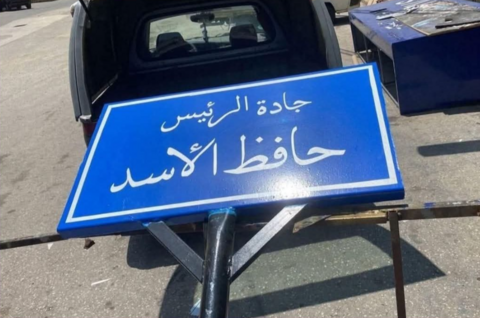 جادة الرئيس
حافظ الأسد